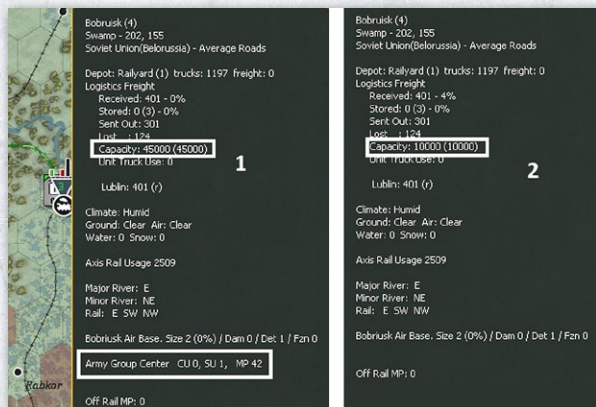 Bobruisk (4)
Swamp - 202, 155
Soviet Union(Belorussia) - Average Roads
Depot: Railyard (1) trucks: 1197 freight: 0
Logistics Freight
Received: 401 - 0%
Stored: 0 (3) - 0%
Sent Out: 301
Lost : 124
Capacity: 45000 (45000)
Unit Truck Use: 0
1
Lublin: 401 (r)
Climate: Humid
Ground: Clear Air: Clear
Water: 0 Snow: 0
Axis Rail Usage 2509
Major River: E
Minor River: NE
Rail: E SW NW
Bobriusk Air Base. Size 2 (0%) / Dam 0 / Det 1 / Fzn 0
Army Group Center CU 0, SU 1, MP 42
Off Rail MP: 0
Rabkor
Bobruisk (4)
Swamp - 202, 155
Soviet Union(Belorussia) - Average Roads
Depot: Railyard (1) trucks: 1197 freight: 0
Logistics Freight
Received: 401 - 4%
Stored: 0 (3) - 0%
Sent Out: 301
Lost : 124
Capacity: 10000 (10000)
Unit Truck Use: 0
2
Lublin: 401 (r)
Climate: Humid
Ground: Clear Air: Clear
Water: 0 Snow: 0
Axis Rail Usage 2509
Major River: E
Minor River: NE
Rail: E SW NW
Bobriusk Air Base. Size 2 (0%) / Dam 0 / Det 1 / Fzn 0
Off Rail MP: 0